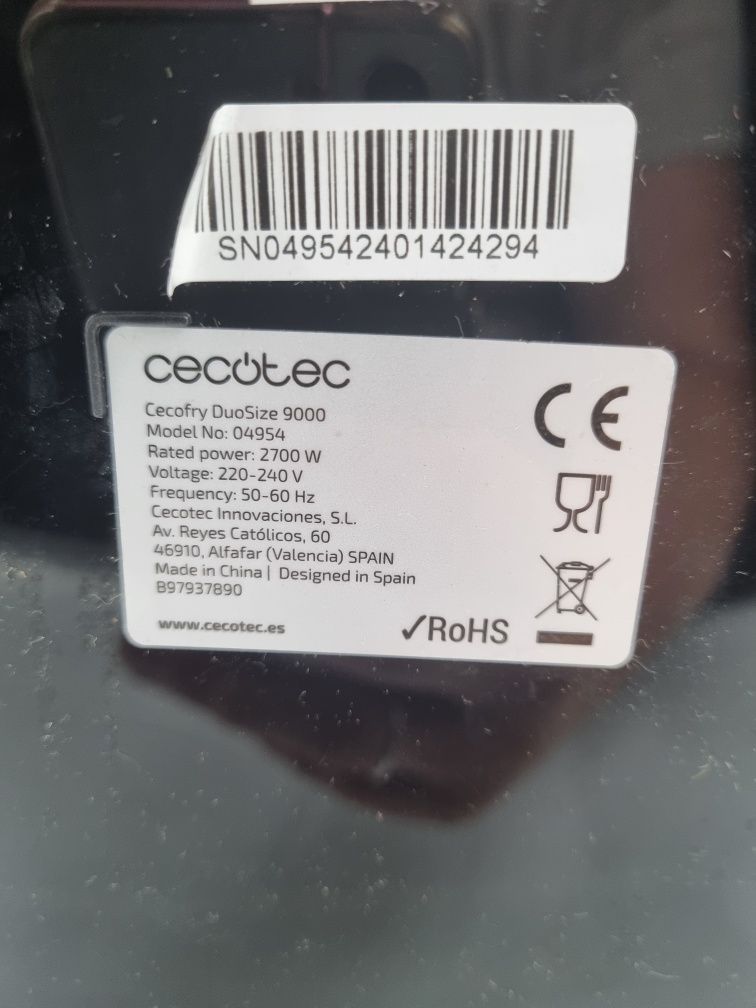 SN049542401424294
cecotec
Cecofry DuoSize 9000
Model No: 04954
Rated power: 2700 W
Voltage: 220-240 V
Frequency: 50-60 Hz
Cecotec Innovaciones, S.L.
Av. Reyes Católicos, 60
46910, Alfafar (Valencia) SPAIN
Made in China | Designed in Spain
B97937890
www.cecotec.es
✓RoHS
CE